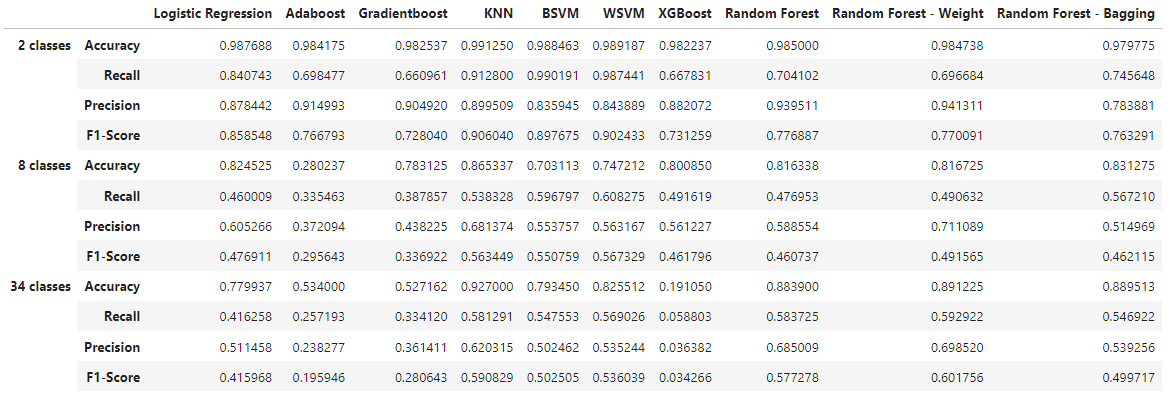 Logistic Regression Adaboost Gradientboost KNN BSVM WSVM XGBoost Random Forest Random Forest - Weight Random Forest - Bagging
2 classes Accuracy 0.987688 0.984175 0.982537 0.991250 0.988463 0.989187 0.982237 0.985000 0.984738 0.979775
Recall 0.840743 0.698477 0.660961 0.912800 0.990191 0.987441 0.667831 0.704102 0.696684 0.745648
Precision 0.878442 0.914993 0.904920 0.899509 0.835945 0.843889 0.882072 0.939511 0.941311 0.783881
F1-Score 0.858548 0.766793 0.728040 0.906040 0.897675 0.902433 0.731259 0.776887 0.770091 0.763291
8 classes Accuracy 0.824525 0.280237 0.783125 0.865337 0.703113 0.747212 0.800850 0.816338 0.816725 0.831275
Recall 0.460009 0.335463 0.387857 0.538328 0.596797 0.608275 0.491619 0.476953 0.490632 0.567210
Precision 0.605266 0.372094 0.438225 0.681374 0.553757 0.563167 0.561227 0.588554 0.711089 0.514969
F1-Score 0.476911 0.295643 0.336922 0.563449 0.550759 0.567329 0.461796 0.460737 0.491565 0.462115
34 classes Accuracy 0.779937 0.534000 0.527162 0.927000 0.793450 0.825512 0.191050 0.883900 0.891225 0.889513
Recall 0.416258 0.257193 0.334120 0.581291 0.547553 0.569026 0.058803 0.583725 0.592922 0.546922
Precision 0.511458 0.238277 0.361411 0.620315 0.502462 0.535244 0.036382 0.685009 0.698520 0.539256
F1-Score 0.415968 0.195946 0.280643 0.590829 0.502505 0.536039 0.034266 0.577278 0.601756 0.499717